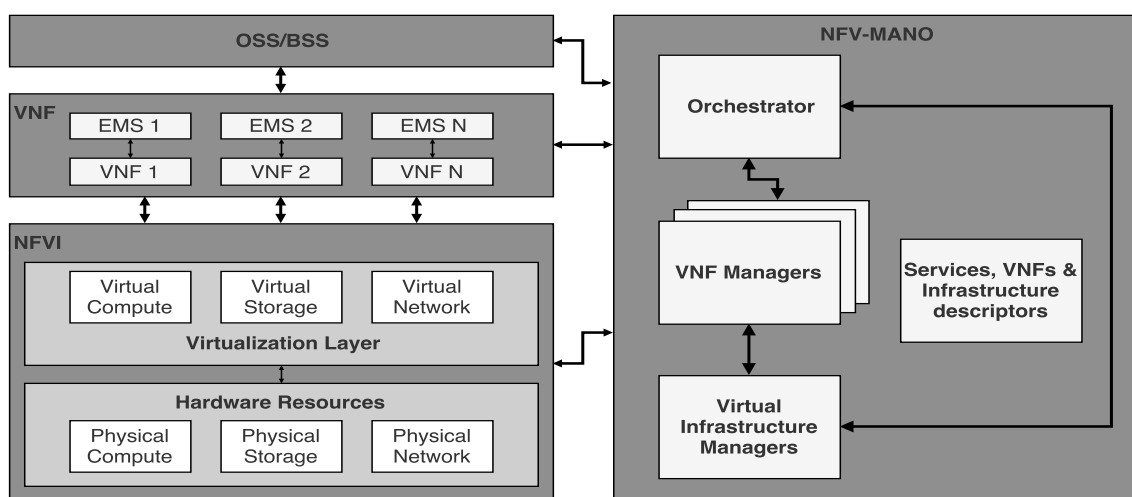 OSS/BSS
VNF
EMS 1
EMS 2
EMS N
VNF 1
VNF 2
VNF N
NFVI
Virtual
Compute
Virtual
Storage
Virtual
Network
Virtualization Layer
Hardware Resources
Physical
Compute
Physical
Storage
Physical
Network
NFV-MANO
Orchestrator
VNF Managers
Services, VNFs &
Infrastructure
descriptors
Virtual
Infrastructure
Managers